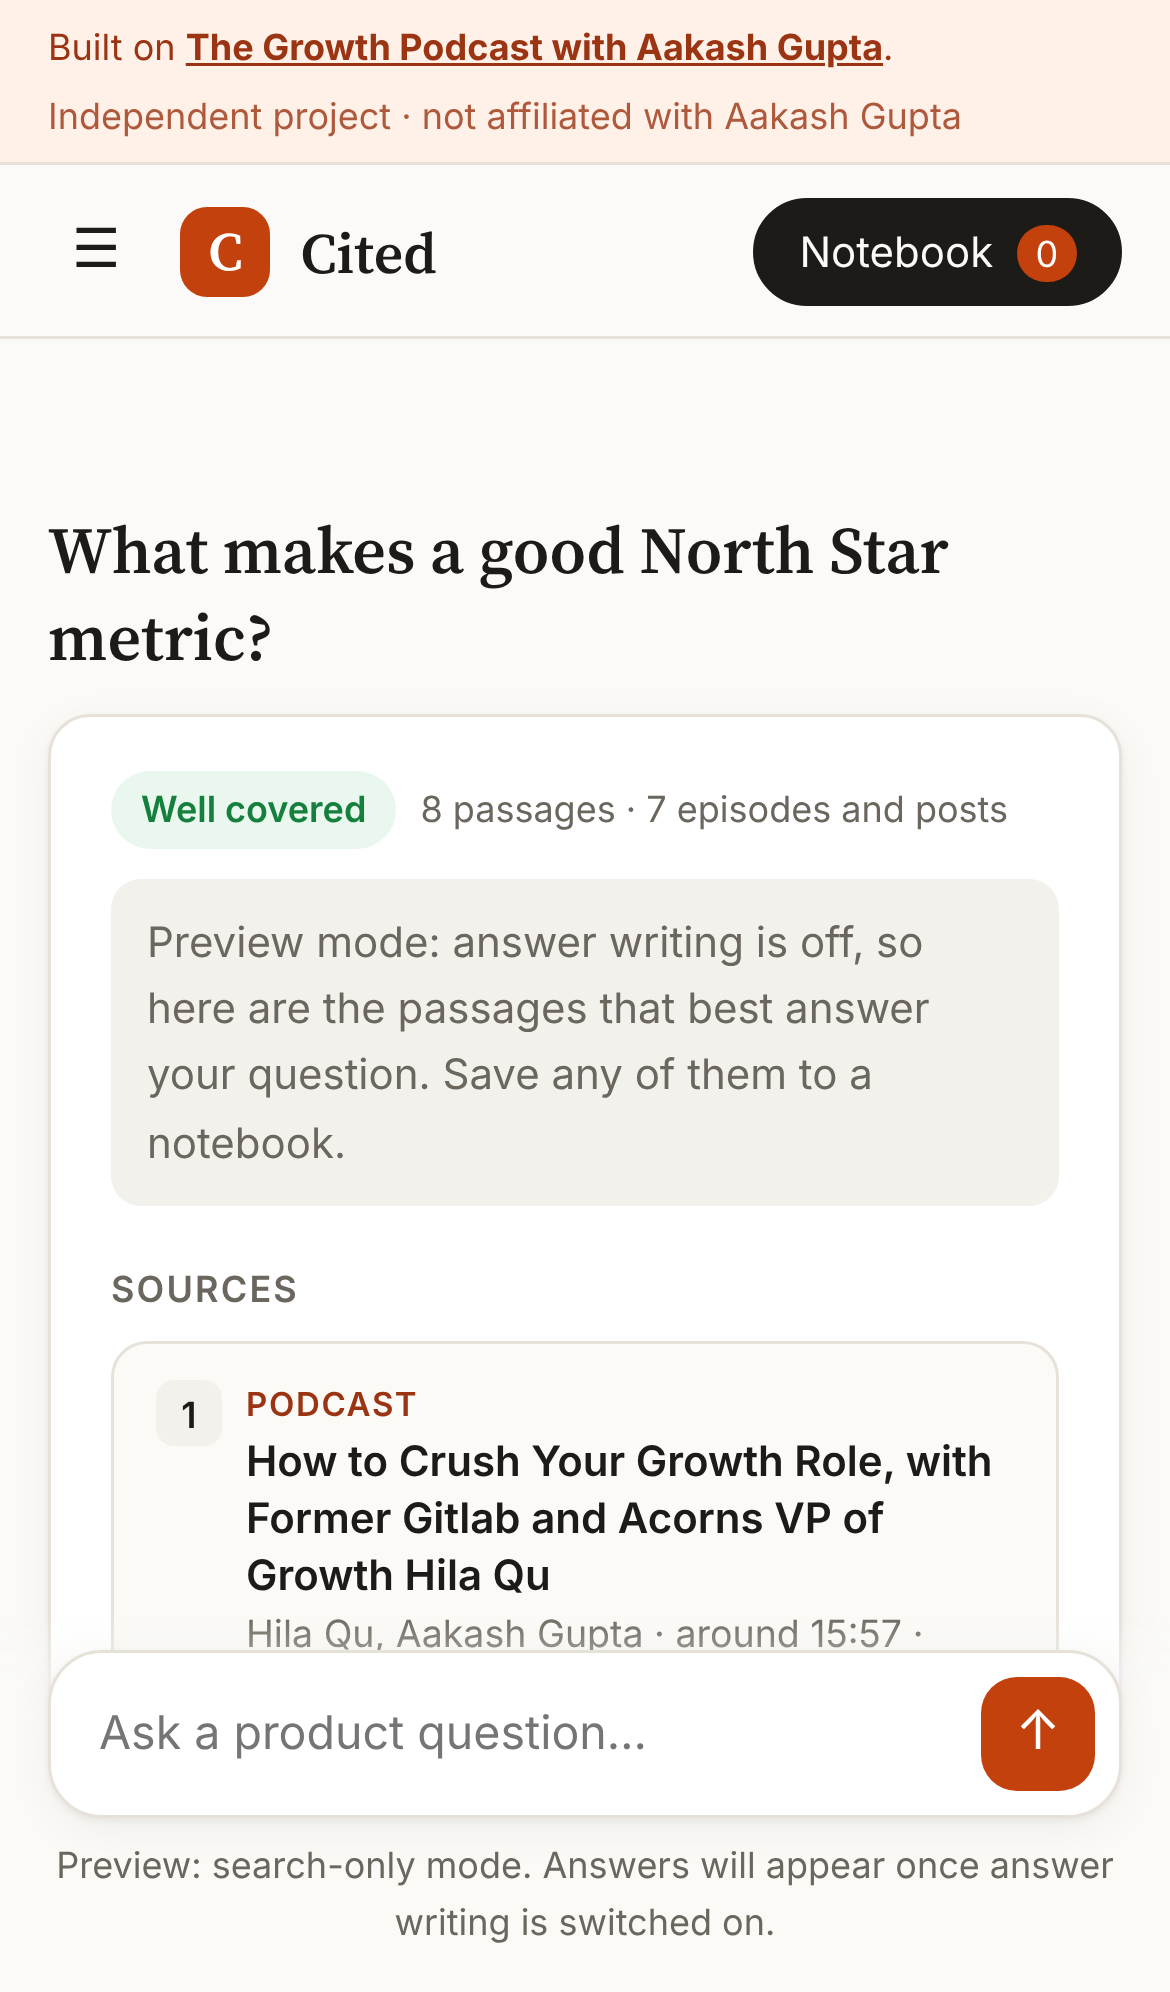 Built on The Growth Podcast with Aakash Gupta.
Independent project · not affiliated with Aakash Gupta
☰ C Cited Notebook 0
What makes a good North Star
metric?
Well covered 8 passages · 7 episodes and posts
Preview mode: answer writing is off, so
here are the passages that best answer
your question. Save any of them to a
notebook.
SOURCES
1 PODCAST
How to Crush Your Growth Role, with
Former Gitlab and Acorns VP of
Growth Hila Qu
Hila Qu, Aakash Gupta · around 15:57 ·
Ask a product question...
↑
Preview: search-only mode. Answers will appear once answer
writing is switched on.